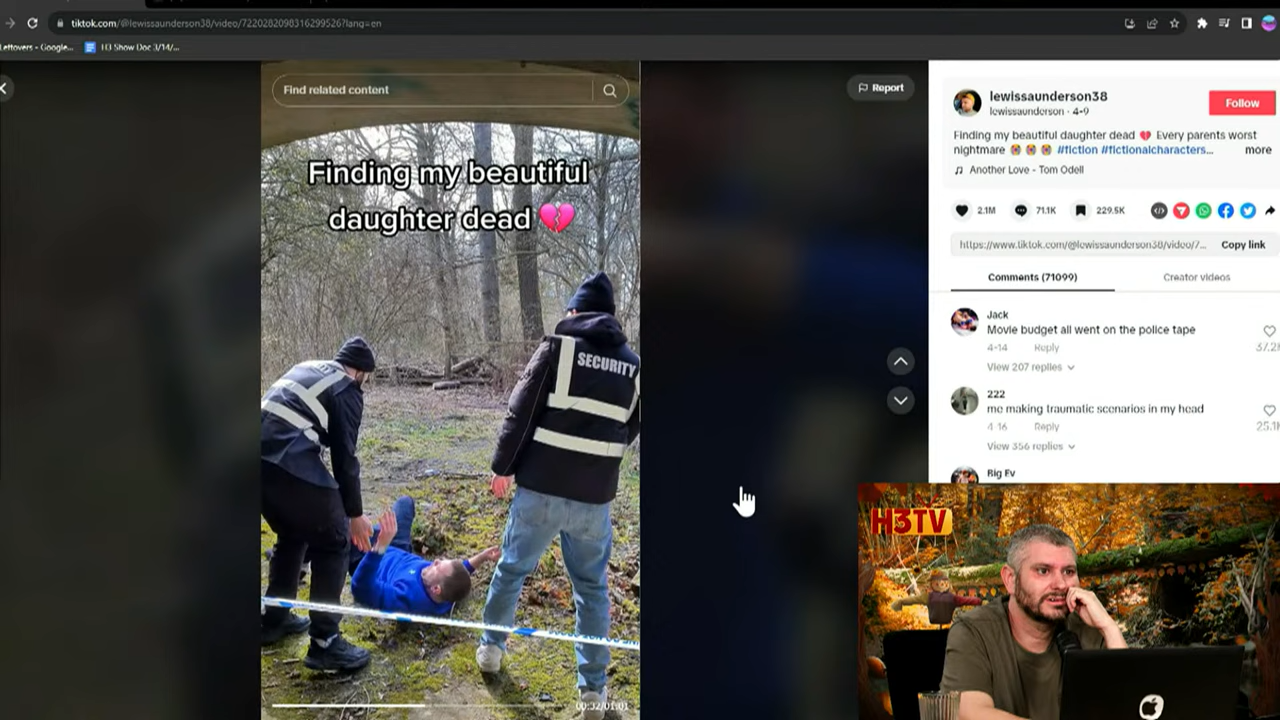 tiktok.com/@lewissaunderson38/video/7220282098316299526?lang=en
Leftovers - Google...
H3 Show Doc 3/14/...
Find related content
Report
Finding my beautiful
daughter dead 💔
SECURITY
00:32/01:01
lewissaunderson38
lewissaunderson · 4-9
Follow
Finding my beautiful daughter dead 💔 Every parents worst
nightmare 😭 😭 😭 #fiction #fictionalcharacters...
more
Another Love - Tom Odell
2.1M
71.1K
229.5K
https://www.tiktok.com/@lewissaunderson38/video/7...
Copy link
Comments (71099)
Creator videos
Jack
Movie budget all went on the police tape
4-14 Reply
View 207 replies
222
me making traumatic scenarios in my head
4-16 Reply
View 356 replies
Big Ev
H3TV